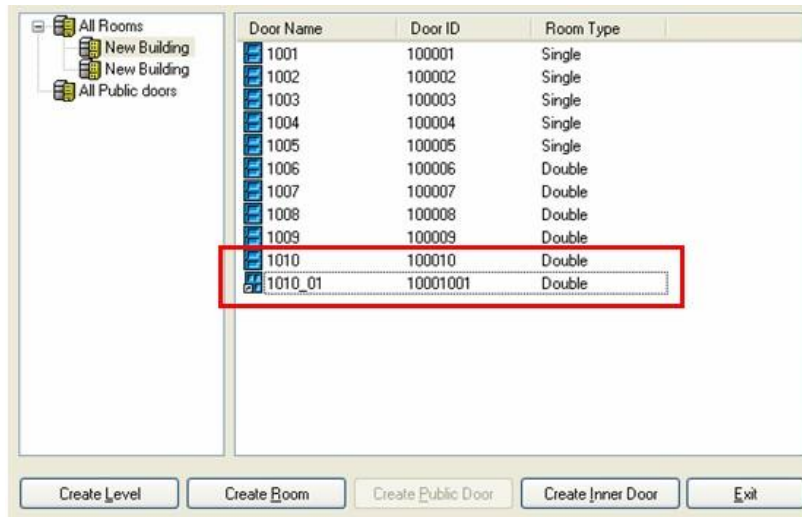 All Rooms
New Building
New Building
All Public doors
Door Name Door ID Room Type
1001 100001 Single
1002 100002 Single
1003 100003 Single
1004 100004 Single
1005 100005 Single
1006 100006 Double
1007 100007 Double
1008 100008 Double
1009 100009 Double
1010 100010 Double
1010_01 10001001 Double
Create Level Create Room Create Public Door Create Inner Door Exit